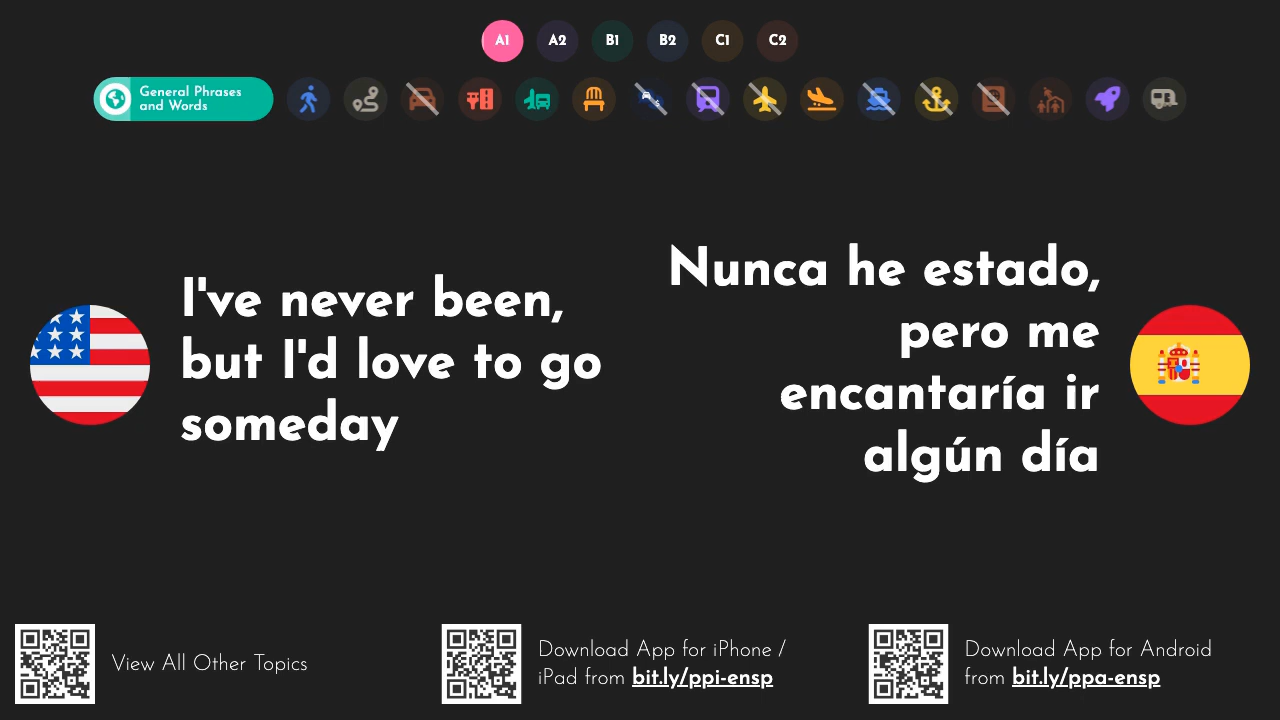 A1 A2 B1 B2 C1 C2
General Phrases
and Words
I've never been,
but I'd love to go
someday
Nunca he estado,
pero me
encantaría ir
algún día
View All Other Topics
Download App for iPhone /
iPad from bit.ly/ppi-ensp
Download App for Android
from bit.ly/ppa-ensp